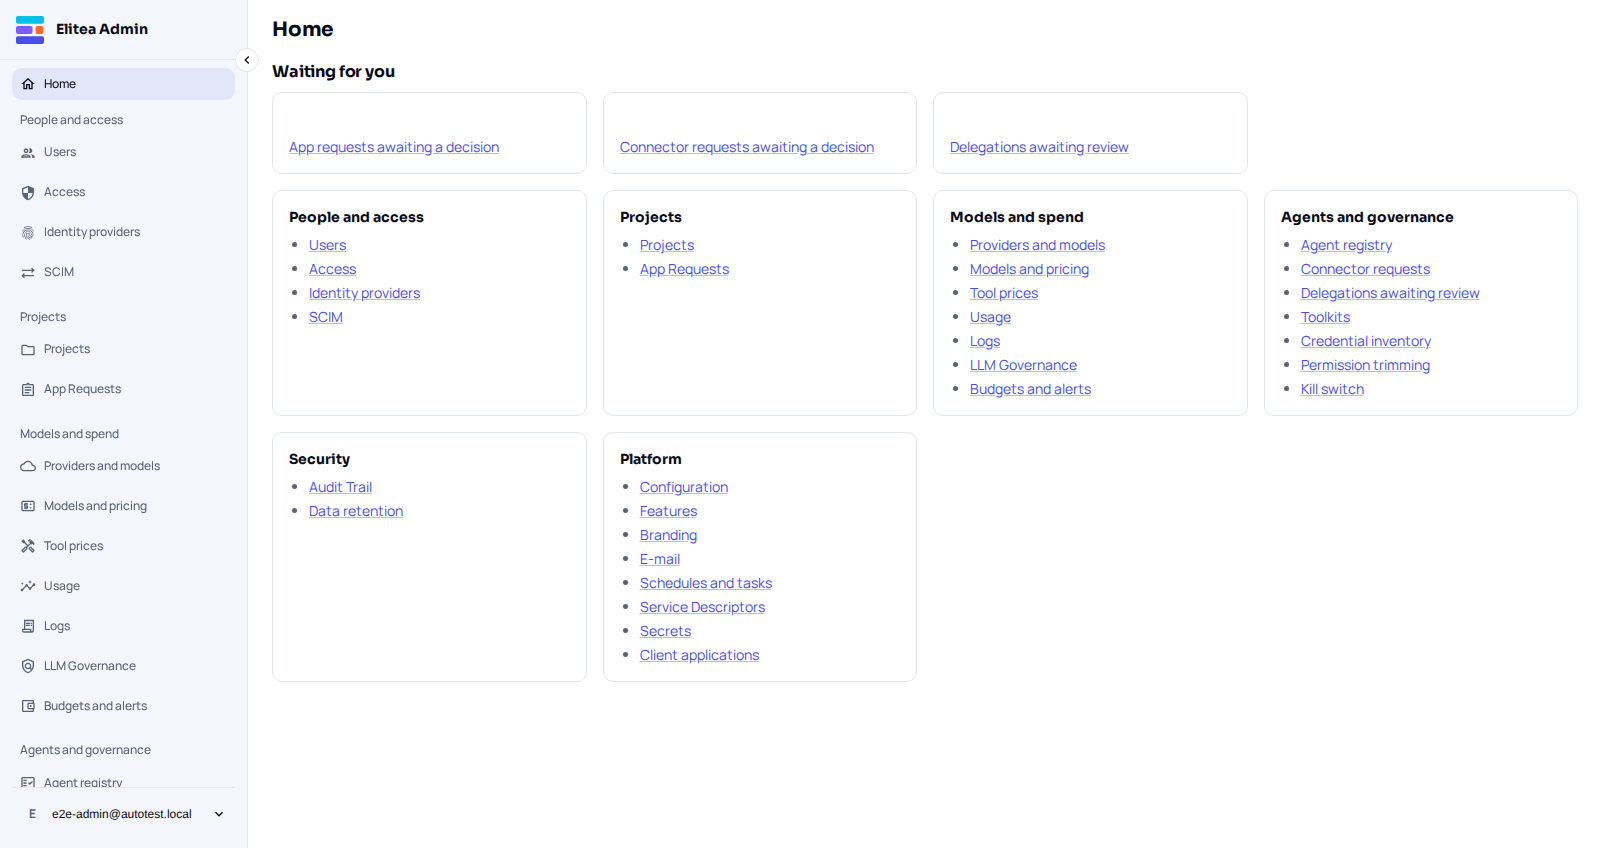 Elitea Admin
Home
People and access
Users
Access
Identity providers
SCIM
Projects
Projects
App Requests
Models and spend
Providers and models
Models and pricing
Tool prices
Usage
Logs
LLM Governance
Budgets and alerts
Agents and governance
Agent registry
E e2e-admin@autotest.local
Home
Waiting for you
App requests awaiting a decision
Connector requests awaiting a decision
Delegations awaiting review
People and access
Users
Access
Identity providers
SCIM
Projects
Projects
App Requests
Models and spend
Providers and models
Models and pricing
Tool prices
Usage
Logs
LLM Governance
Budgets and alerts
Agents and governance
Agent registry
Connector requests
Delegations awaiting review
Toolkits
Credential inventory
Permission trimming
Kill switch
Security
Audit Trail
Data retention
Platform
Configuration
Features
Branding
E-mail
Schedules and tasks
Service Descriptors
Secrets
Client applications